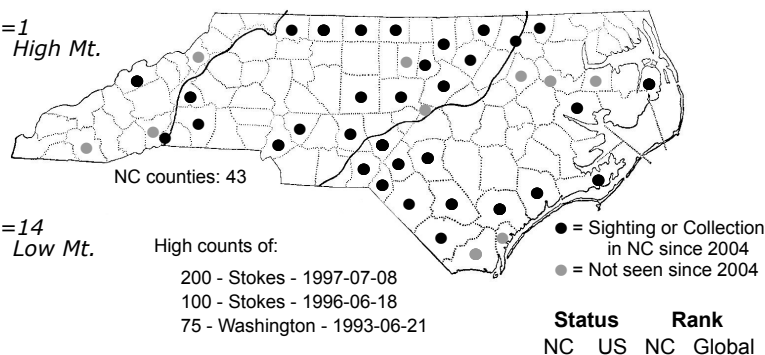 =1
High Mt.
NC counties: 43
=14
Low Mt.
High counts of:
200 - Stokes - 1997-07-08
100 - Stokes - 1996-06-18
75 - Washington - 1993-06-21
● = Sighting or Collection
in NC since 2004
● = Not seen since 2004
Status Rank
NC US NC Global